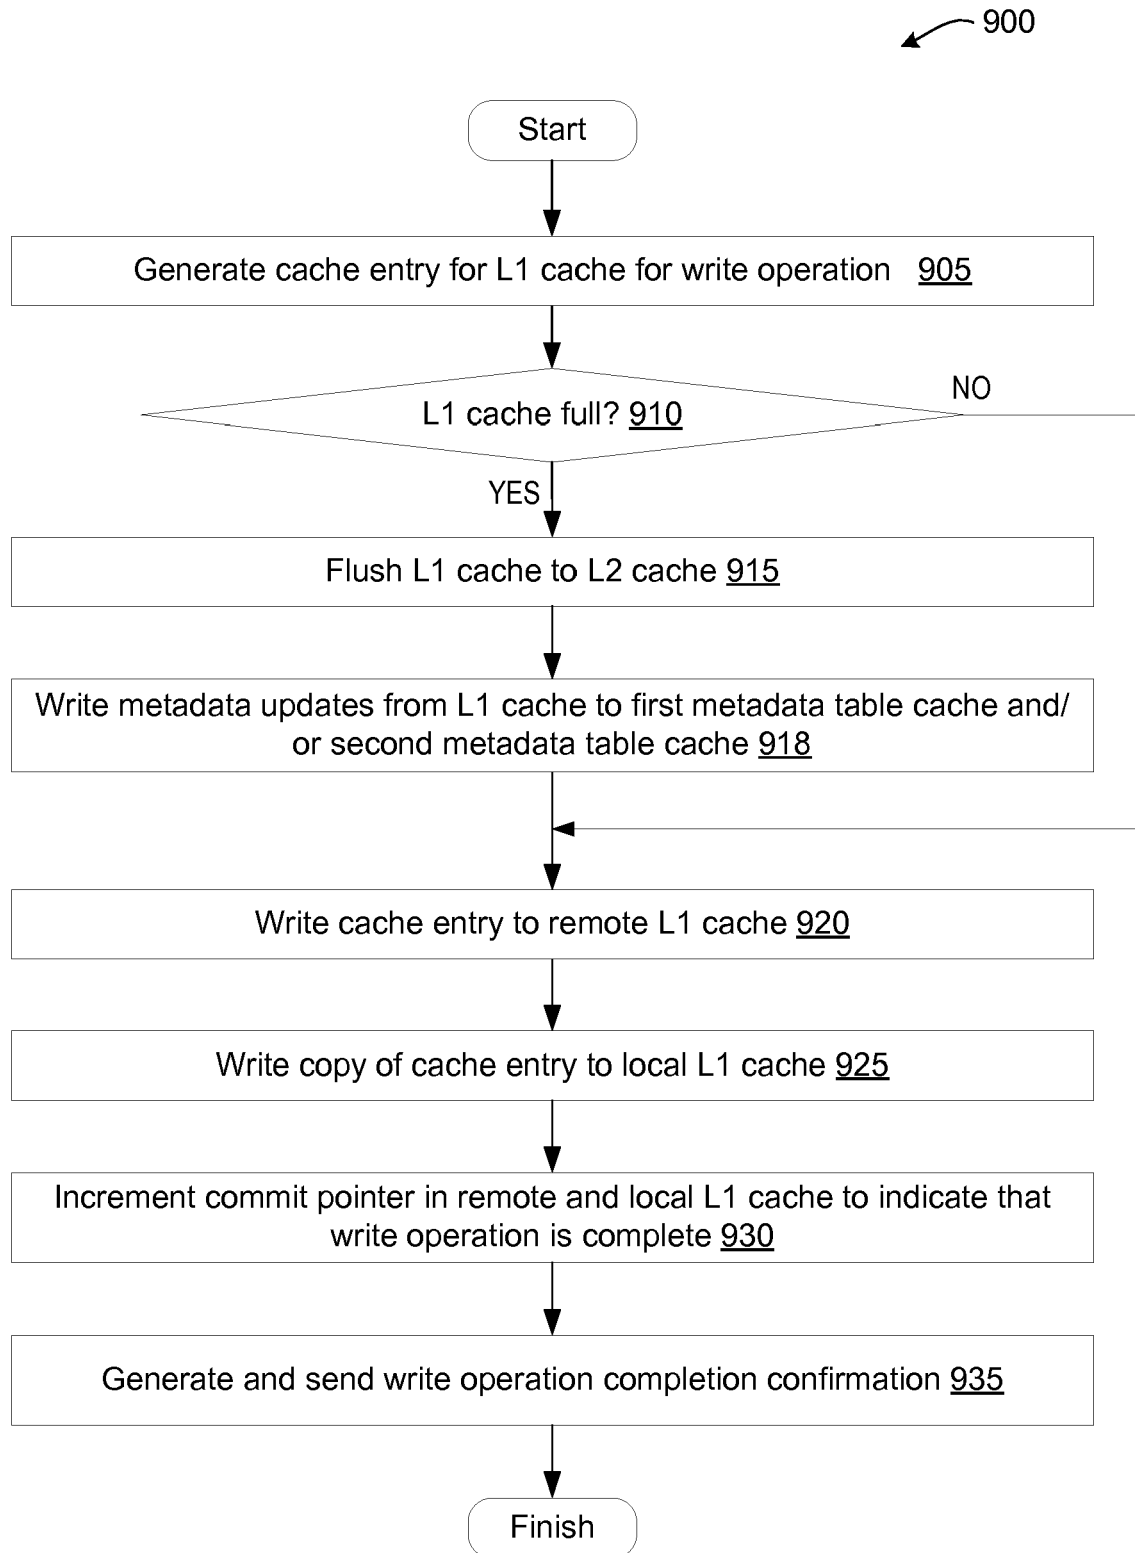 900
Start
Generate cache entry for L1 cache for write operation 905
NO
L1 cache full? 910
YES
Flush L1 cache to L2 cache 915
Write metadata updates from L1 cache to first metadata table cache and/
or second metadata table cache 918
Write cache entry to remote L1 cache 920
Write copy of cache entry to local L1 cache 925
Increment commit pointer in remote and local L1 cache to indicate that
write operation is complete 930
Generate and send write operation completion confirmation 935
Finish